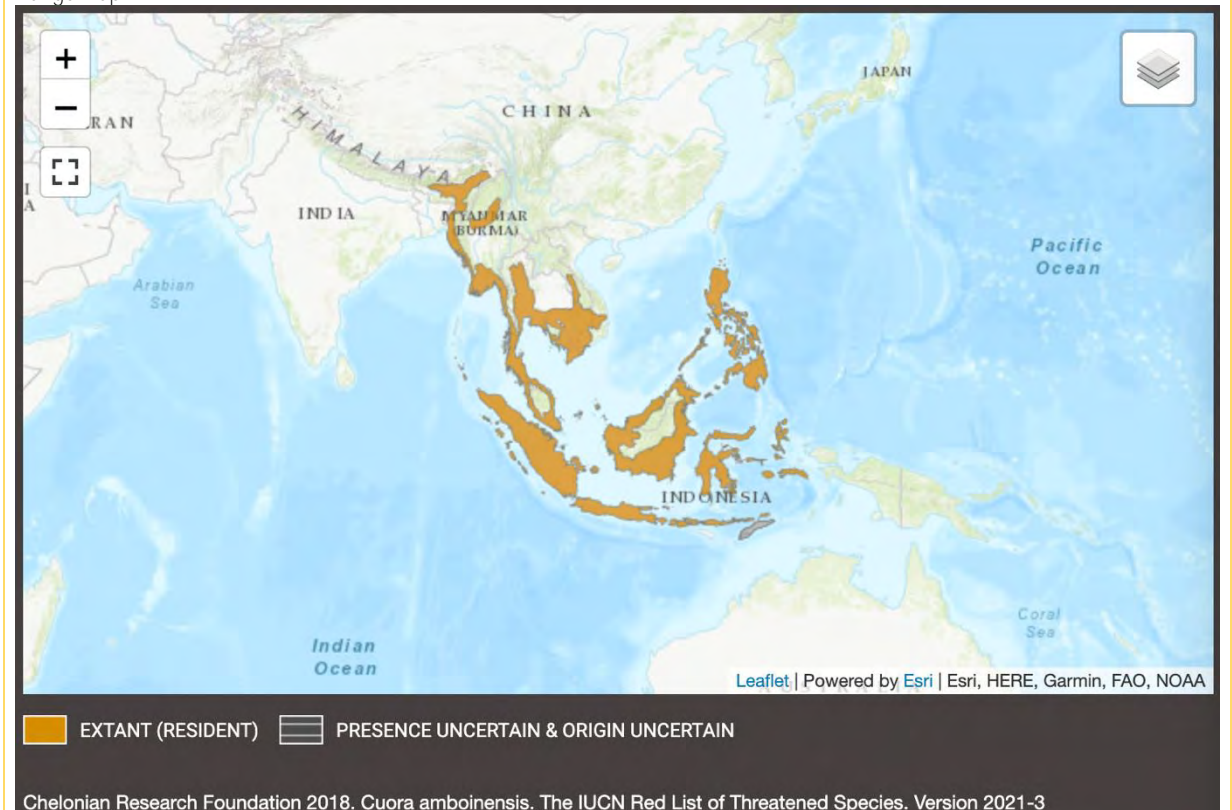 +
JAPAN
−
CHINA
RAN
HIMALAYA
INDIA
MYANMAR
(BURMA)
Pacific
Ocean
Arabian
Sea
INDONESIA
Coral
Sea
Indian
Ocean
Leaflet | Powered by Esri | Esri, HERE, Garmin, FAO, NOAA
EXTANT (RESIDENT) PRESENCE UNCERTAIN & ORIGIN UNCERTAIN
Chelonian Research Foundation 2018. Cuora amboinensis. The IUCN Red List of Threatened Species. Version 2021-3